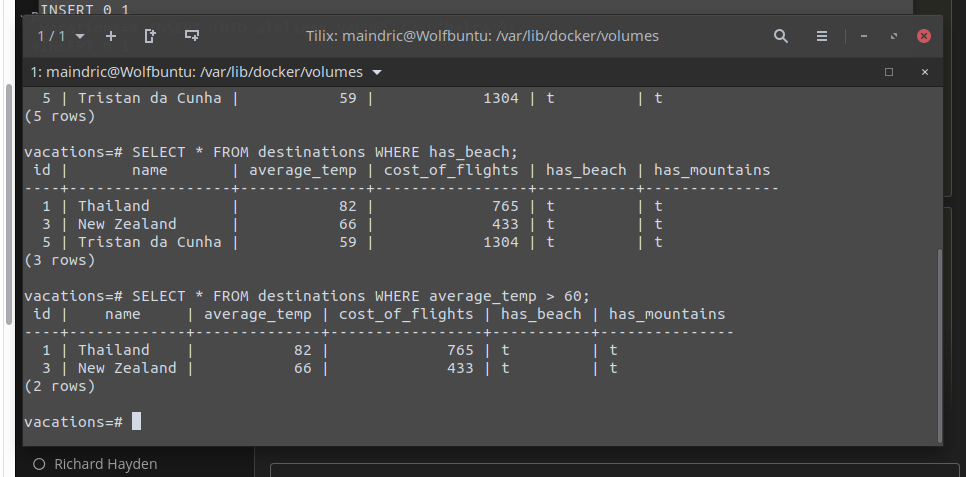 INSERT 0 1
1 / 1
Tilix: maindric@Wolfbuntu: /var/lib/docker/volumes
1: maindric@Wolfbuntu: /var/lib/docker/volumes
  5 | Tristan da Cunha |           59 |            1304 | t         | t
(5 rows)
vacations=# SELECT * FROM destinations WHERE has_beach;
 id |       name       | average_temp | cost_of_flights | has_beach | has_mountains
----+------------------+--------------+-----------------+-----------+---------------
  1 | Thailand         |           82 |             765 | t         | t
  3 | New Zealand      |           66 |             433 | t         | t
  5 | Tristan da Cunha |           59 |            1304 | t         | t
(3 rows)
vacations=# SELECT * FROM destinations WHERE average_temp > 60;
 id |    name     | average_temp | cost_of_flights | has_beach | has_mountains
----+-------------+--------------+-----------------+-----------+---------------
  1 | Thailand    |           82 |             765 | t         | t
  3 | New Zealand |           66 |             433 | t         | t
(2 rows)
vacations=#
Richard Hayden